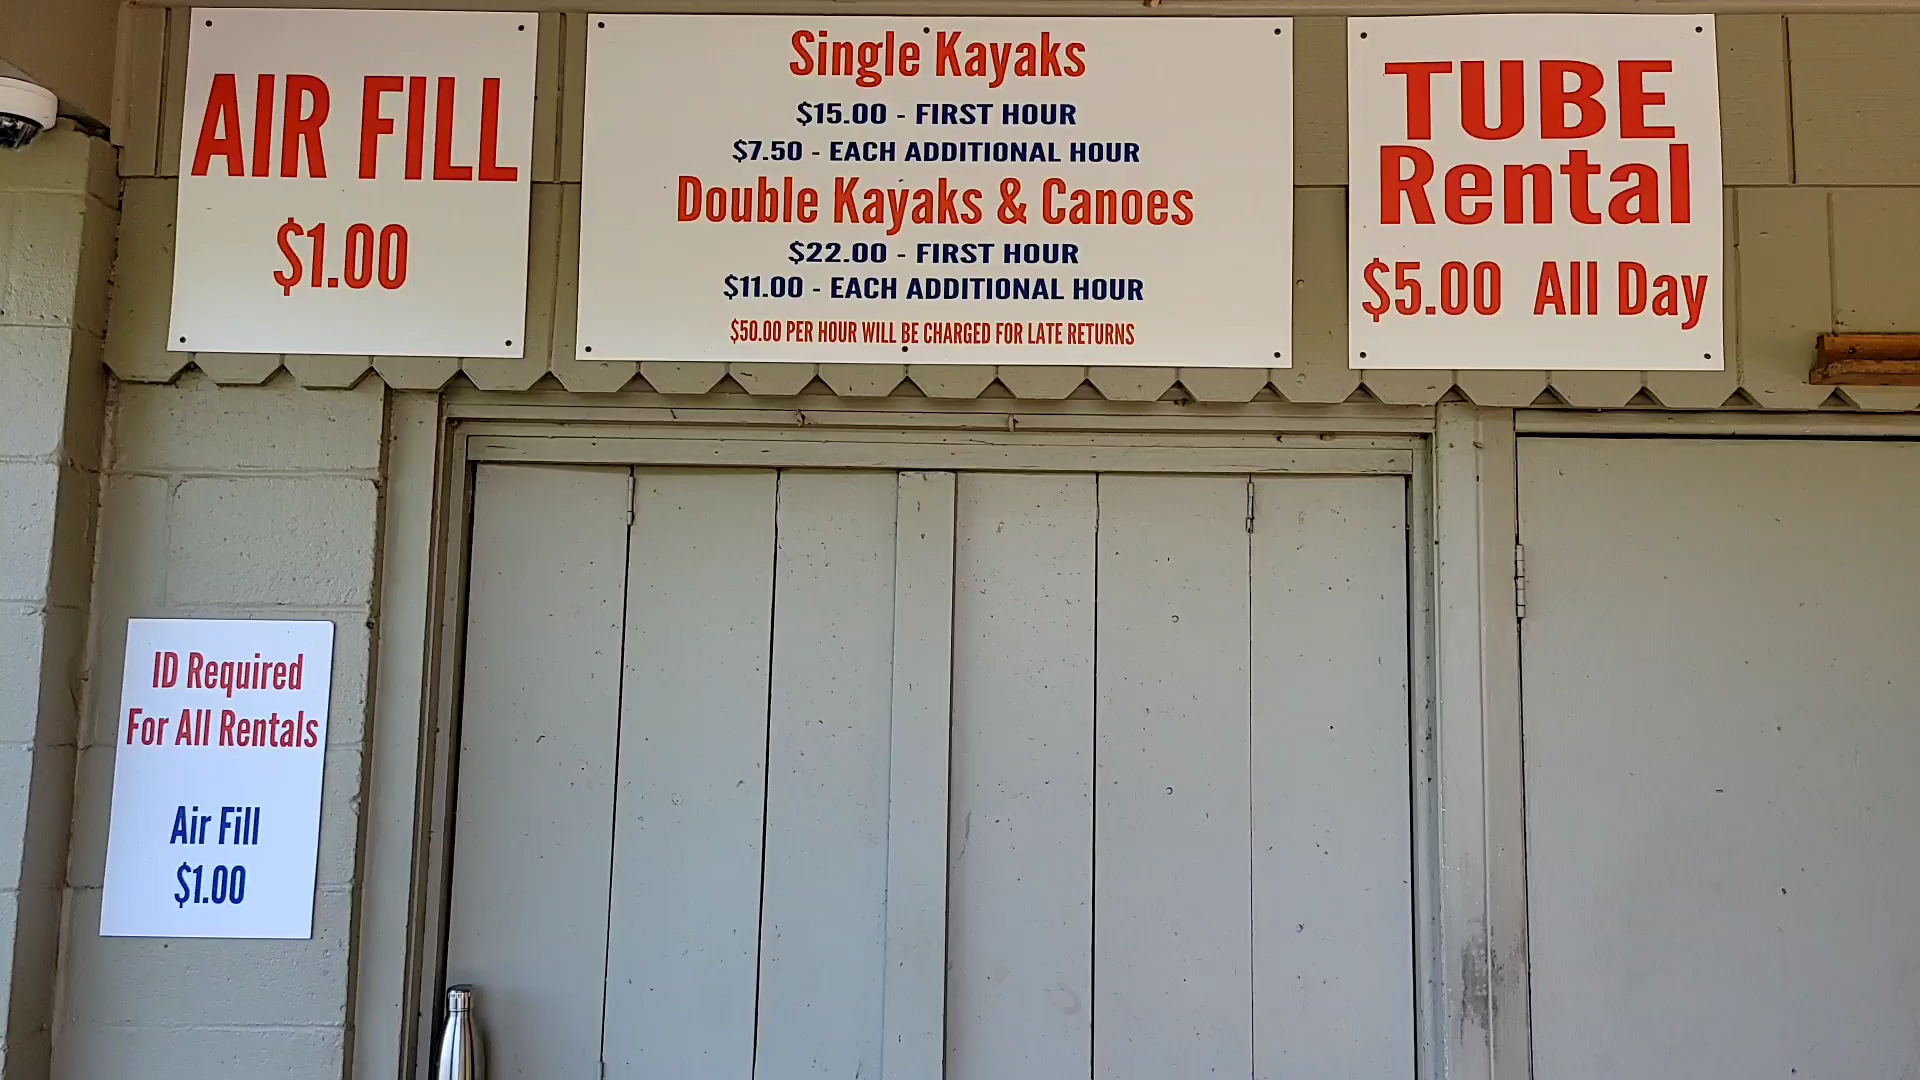 AIR FILL
$1.00
Single Kayaks
$15.00 - FIRST HOUR
$7.50 - EACH ADDITIONAL HOUR
Double Kayaks & Canoes
$22.00 - FIRST HOUR
$11.00 - EACH ADDITIONAL HOUR
$50.00 PER HOUR WILL BE CHARGED FOR LATE RETURNS
TUBE
Rental
$5.00 All Day
ID Required
For All Rentals
Air Fill
$1.00